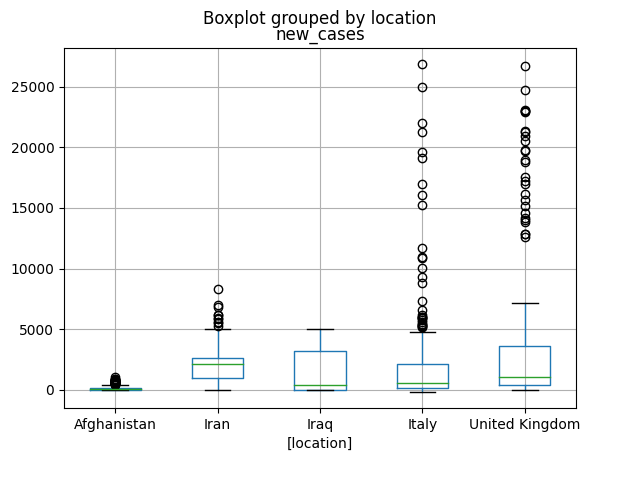 Boxplot grouped by location
new_cases
25000
20000
15000
10000
5000
0
Afghanistan Iran Iraq Italy United Kingdom
[location]